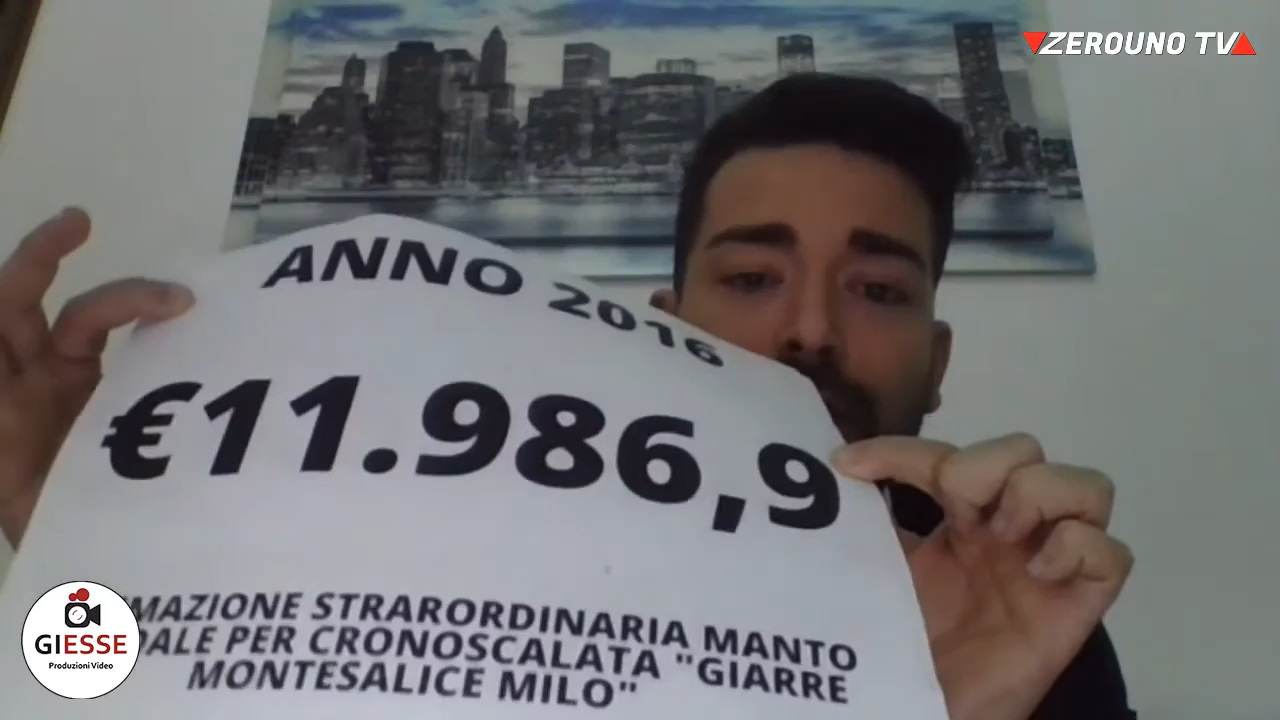 ZEROUNO TV
ANNO 2016
€11.986,9
MAZIONE STRARORDINARIA MANTO
DALE PER CRONOSCALATA "GIARRE
MONTESALICE MILO"
GIESSE
Produzioni Video